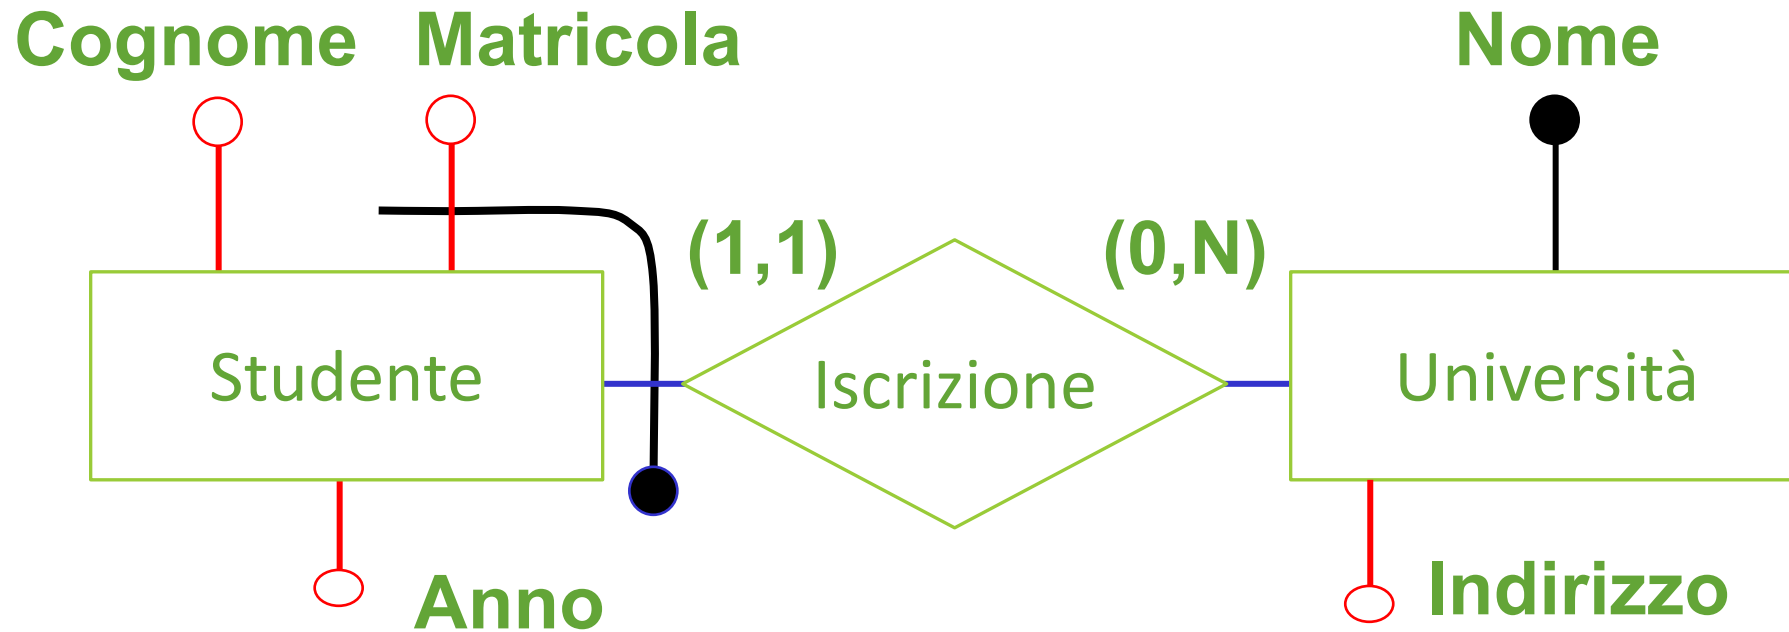 Cognome Matricola Nome
(1,1) (0,N)
Studente Iscrizione Università
Anno Indirizzo